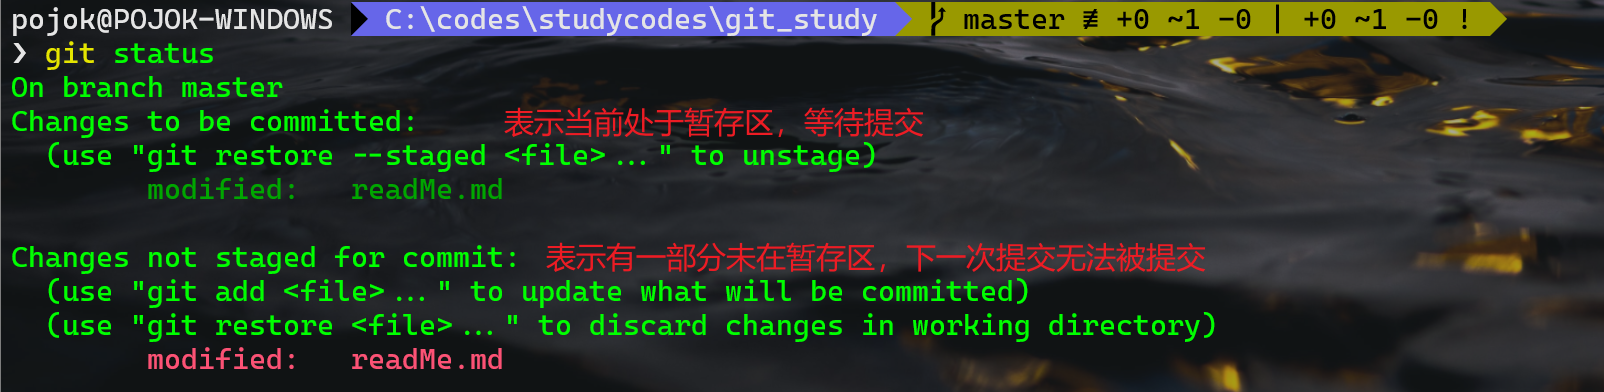 pojok@POJOK-WINDOWS C:\codes\studycodes\git_study master ≢ +0 ~1 -0 | +0 ~1 -0 !
❯ git status
On branch master
Changes to be committed: 表示当前处于暂存区，等待提交
(use "git restore --staged <file>..." to unstage)
modified: readMe.md
Changes not staged for commit: 表示有一部分未在暂存区，下一次提交无法被提交
(use "git add <file>..." to update what will be committed)
(use "git restore <file>..." to discard changes in working directory)
modified: readMe.md